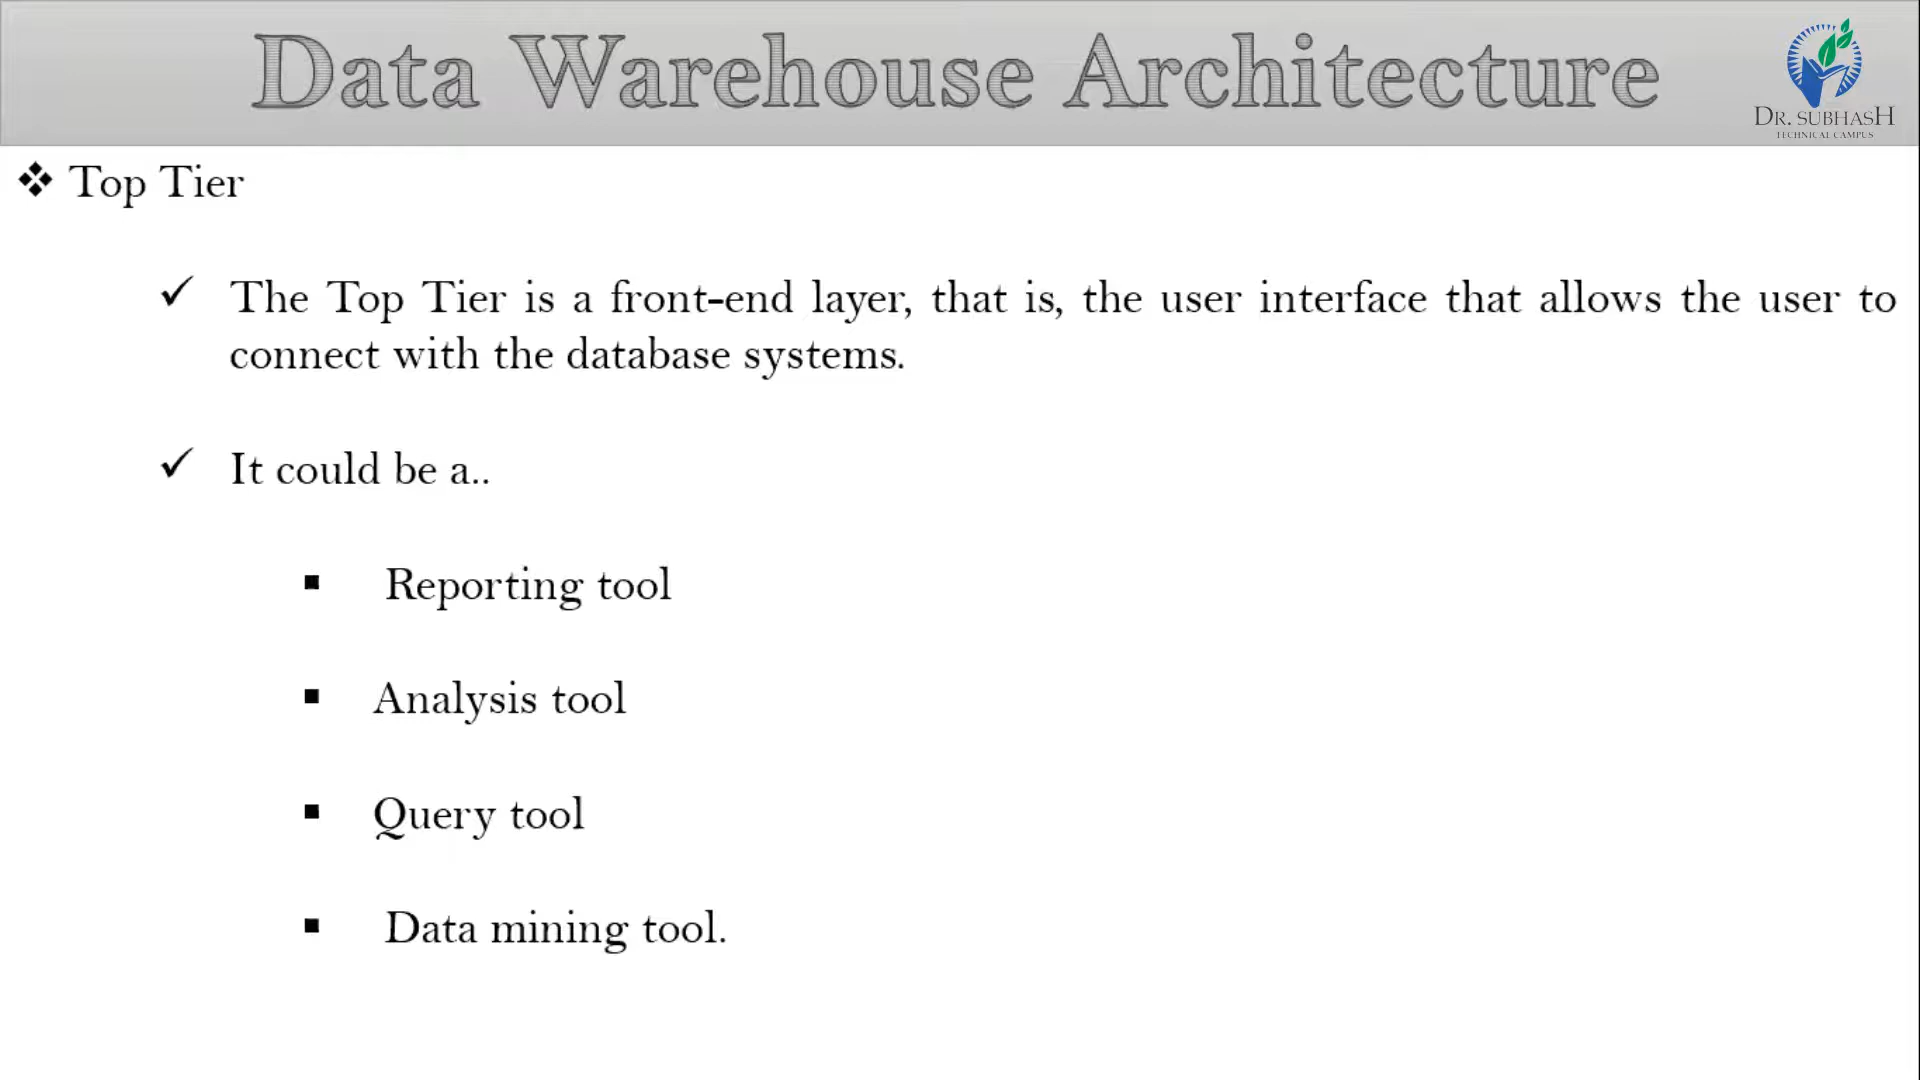 Data Warehouse Architecture
DR. SUBHASH
TECHNICAL CAMPUS
❖ Top Tier
✓ The Top Tier is a front-end layer, that is, the user interface that allows the user to
connect with the database systems.
✓ It could be a..
▪ Reporting tool
▪ Analysis tool
▪ Query tool
▪ Data mining tool.